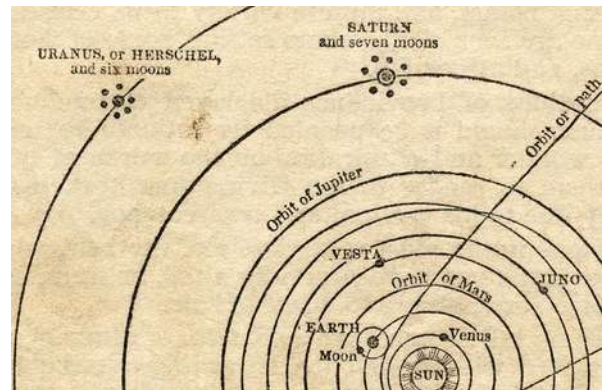 SATURN
and seven moons
URANUS, or HERSCHEL,
and six moons
Orbit or path
Orbit of Jupiter
VESTA
Orbit of Mars
JUNO
EARTH
Venus
Moon
SUN